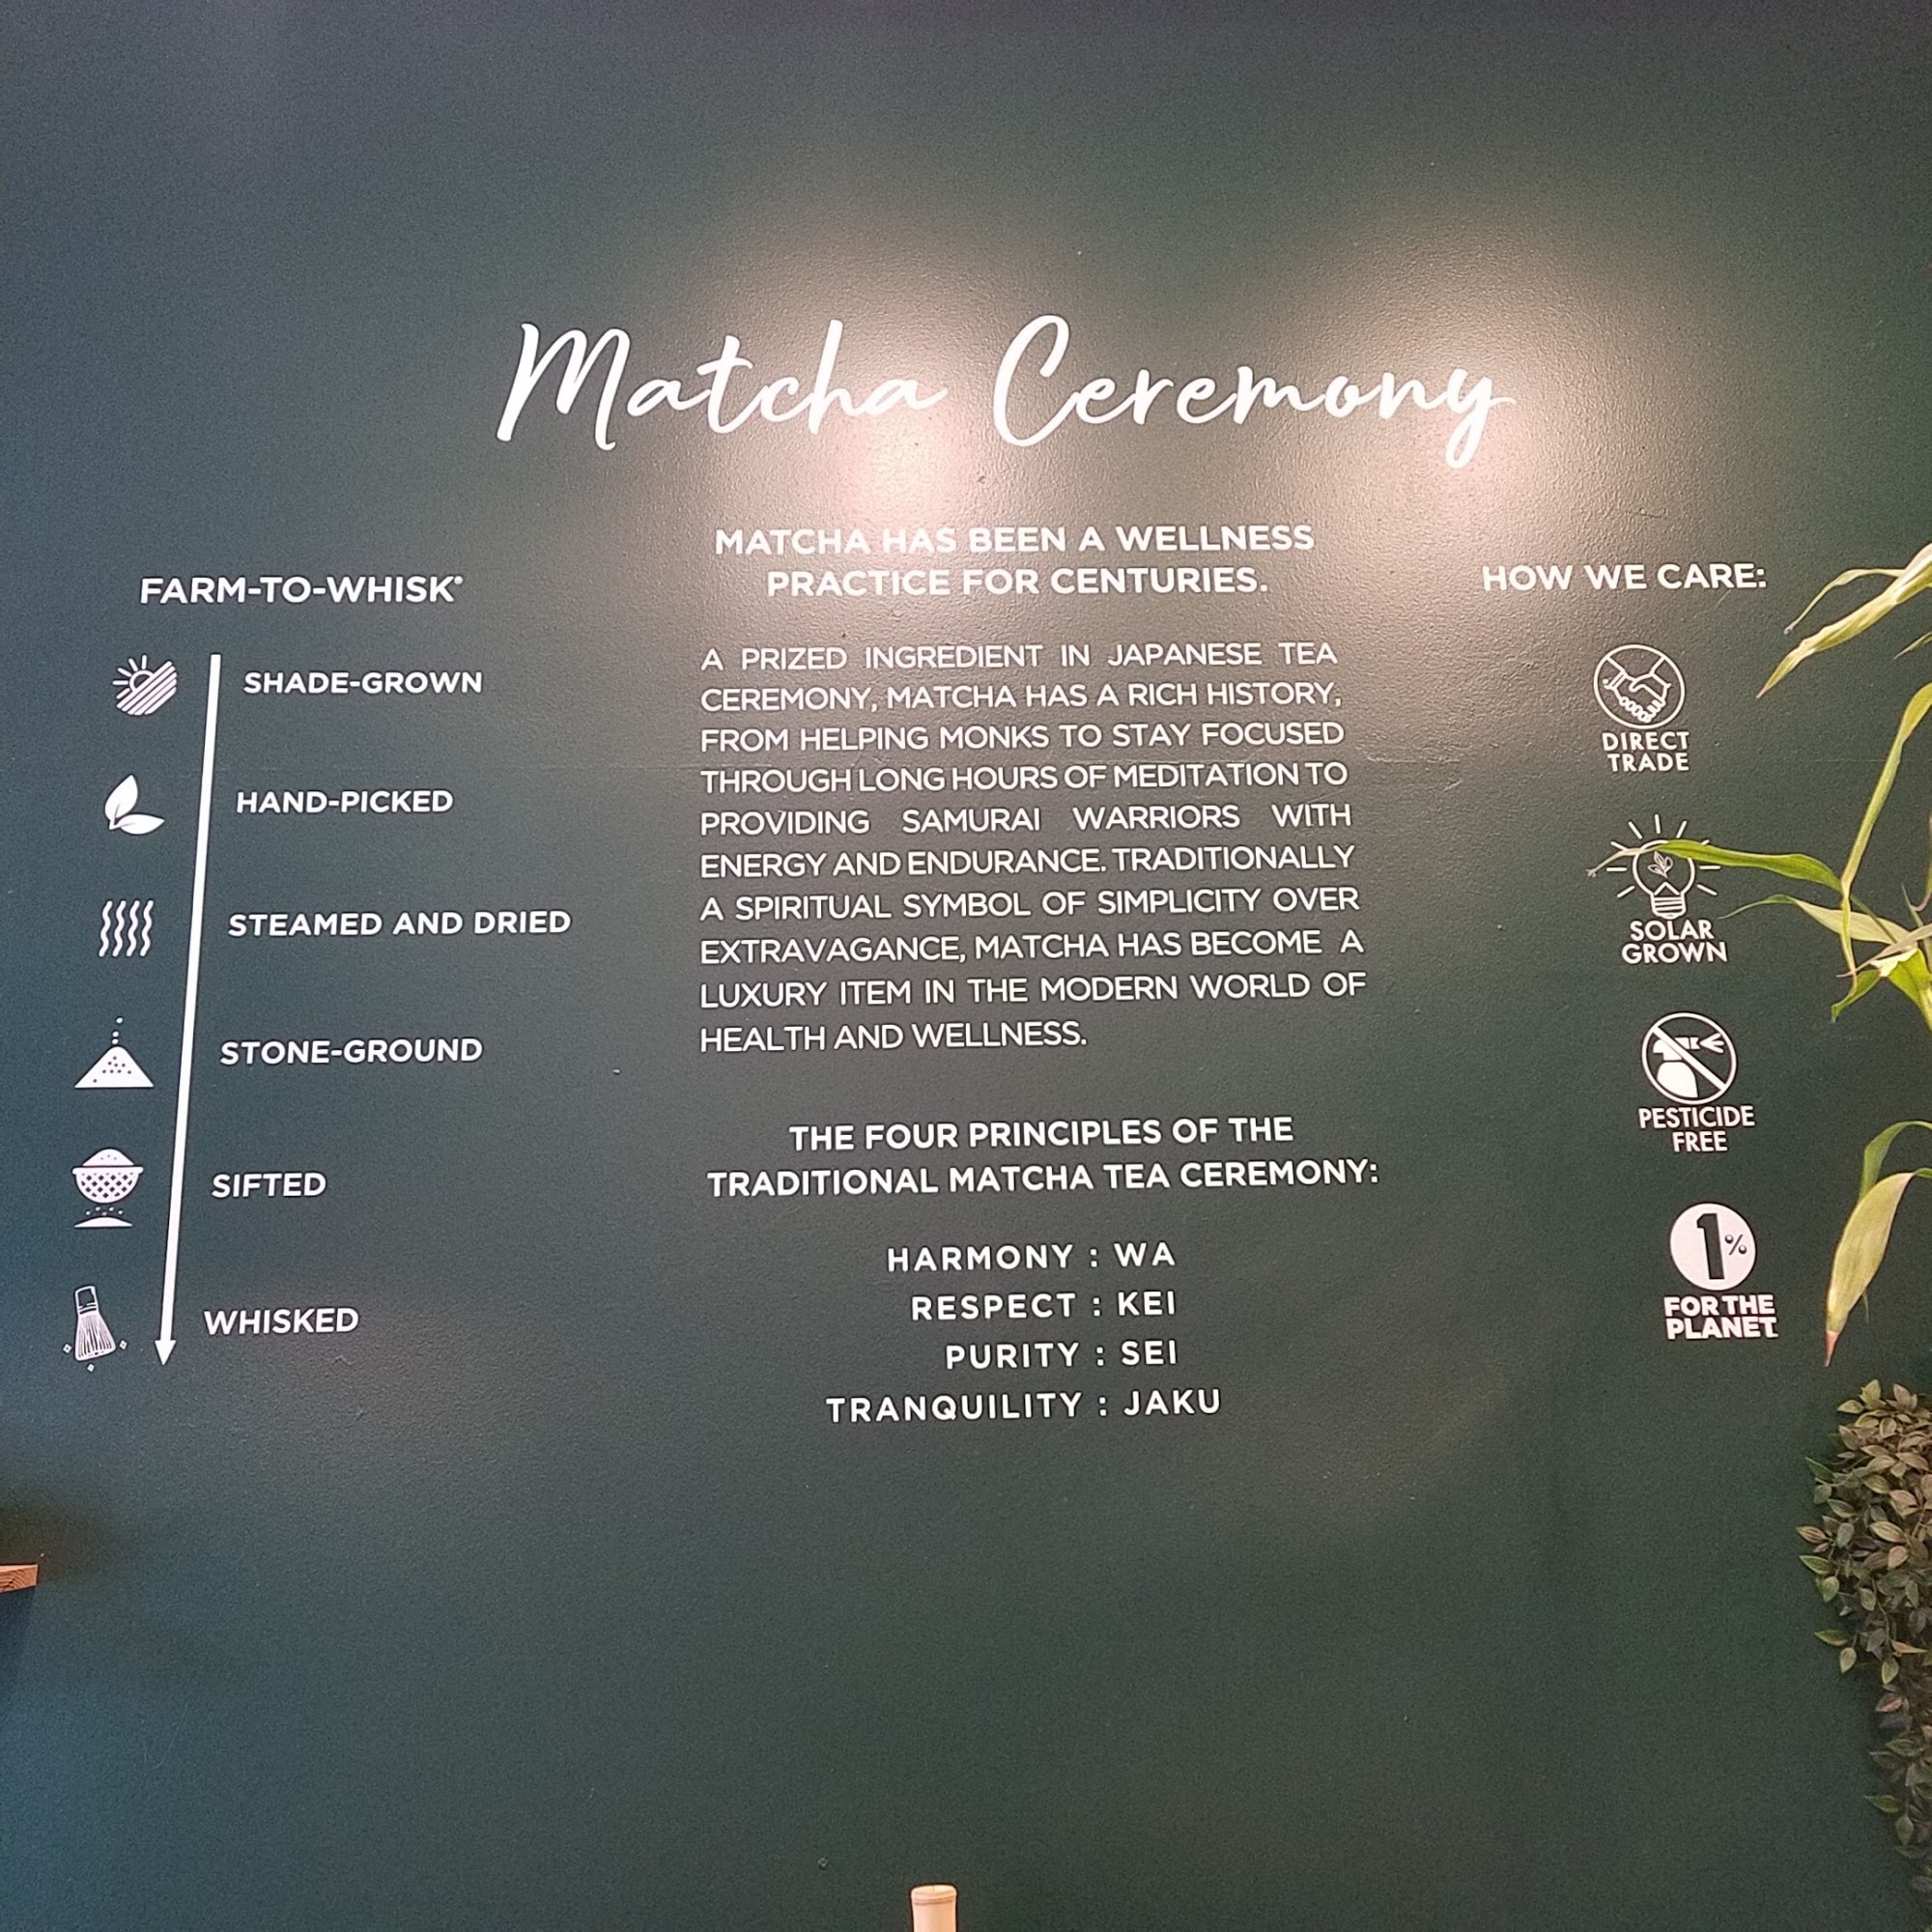 Matcha Ceremony
FARM-TO-WHISK®
SHADE-GROWN
HAND-PICKED
STEAMED AND DRIED
STONE-GROUND
SIFTED
WHISKED
MATCHA HAS BEEN A WELLNESS
PRACTICE FOR CENTURIES.
A PRIZED INGREDIENT IN JAPANESE TEA
CEREMONY, MATCHA HAS A RICH HISTORY,
FROM HELPING MONKS TO STAY FOCUSED
THROUGH LONG HOURS OF MEDITATION TO
PROVIDING SAMURAI WARRIORS WITH
ENERGY AND ENDURANCE. TRADITIONALLY
A SPIRITUAL SYMBOL OF SIMPLICITY OVER
EXTRAVAGANCE, MATCHA HAS BECOME A
LUXURY ITEM IN THE MODERN WORLD OF
HEALTH AND WELLNESS.
THE FOUR PRINCIPLES OF THE
TRADITIONAL MATCHA TEA CEREMONY:
HARMONY : WA
RESPECT : KEI
PURITY : SEI
TRANQUILITY : JAKU
HOW WE CARE:
DIRECT
TRADE
SOLAR
GROWN
PESTICIDE
FREE
1%
FOR THE
PLANET